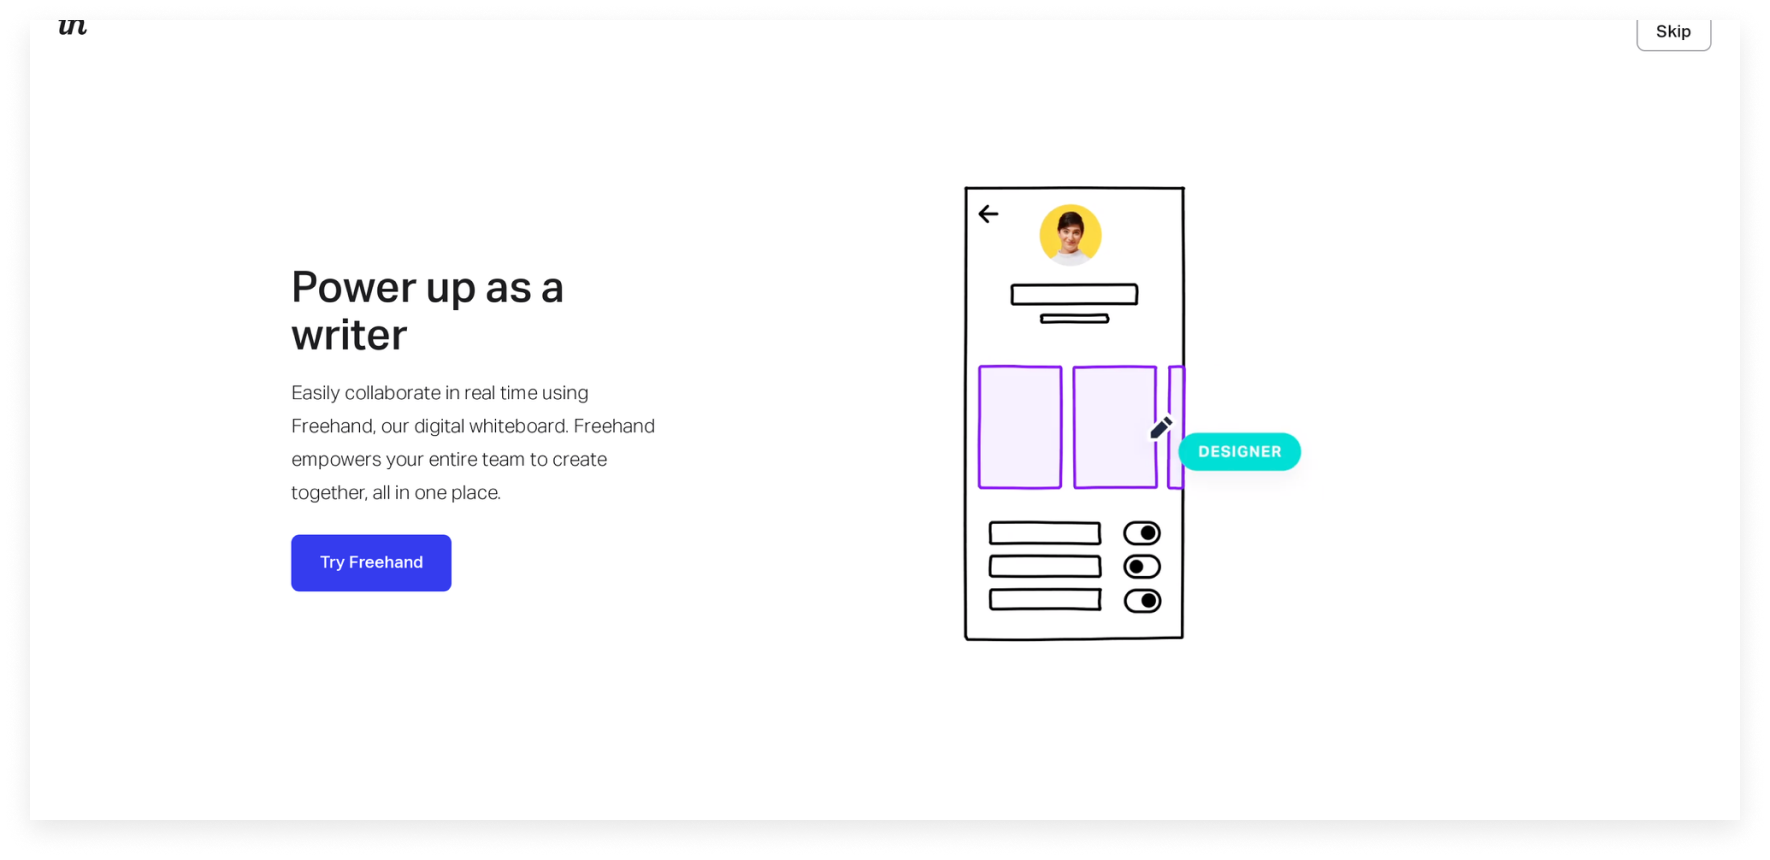 in
Skip
Power up as a
writer
Easily collaborate in real time using
Freehand, our digital whiteboard. Freehand
empowers your entire team to create
together, all in one place.
Try Freehand
DESIGNER